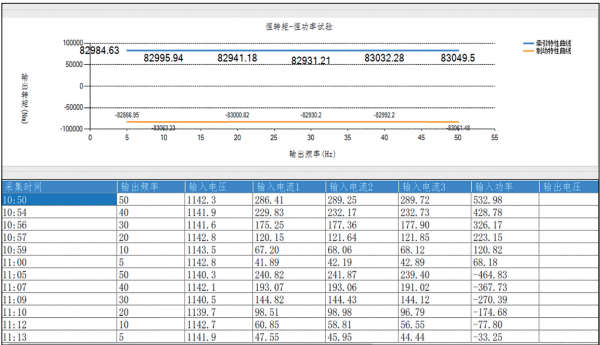 恒转矩-恒功率试验
牵引特性曲线
制动特性曲线
100000
50000
0
-50000
-100000
82984.63 82995.94 82941.18 82931.21 83032.28 83049.5
-82866.95 -83063.23 -83000.82 -82930.2 -82992.2 -83061.48
0 5 10 15 20 25 30 35 40 45 50 55
输出频率(Hz)
采集时间 输出频率 输入电压 输入电流1 输入电流2 输入电流3 输入功率 输出电压
10:50 50 1142.3 286.41 289.25 289.72 532.98
10:54 40 1141.9 229.83 232.17 232.73 428.78
10:56 30 1141.6 175.25 177.36 177.90 326.17
10:57 20 1142.8 120.15 121.64 121.85 223.15
10:59 10 1143.5 67.20 68.06 68.12 120.82
11:00 5 1142.8 41.89 42.19 42.89 68.18
11:05 50 1140.3 240.82 241.87 239.40 -464.83
11:07 40 1142.1 193.07 193.06 191.02 -367.73
11:09 30 1140.5 144.82 144.43 144.12 -270.39
11:10 20 1139.7 98.51 98.98 96.79 -174.68
11:12 10 1142.7 60.85 58.81 56.55 -77.80
11:13 5 1141.9 47.55 45.95 44.44 -33.25